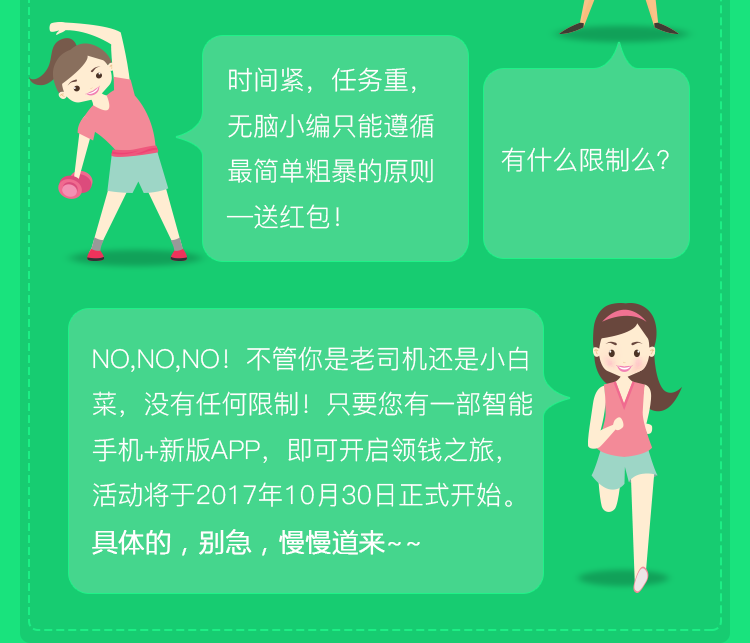 时间紧，任务重，
无脑小编只能遵循
最简单粗暴的原则
—送红包！
有什么限制么？
NO,NO,NO！不管你是老司机还是小白
菜，没有任何限制！只要您有一部智能
手机+新版APP，即可开启领钱之旅，
活动将于2017年10月30日正式开始。
具体的，别急，慢慢道来~~